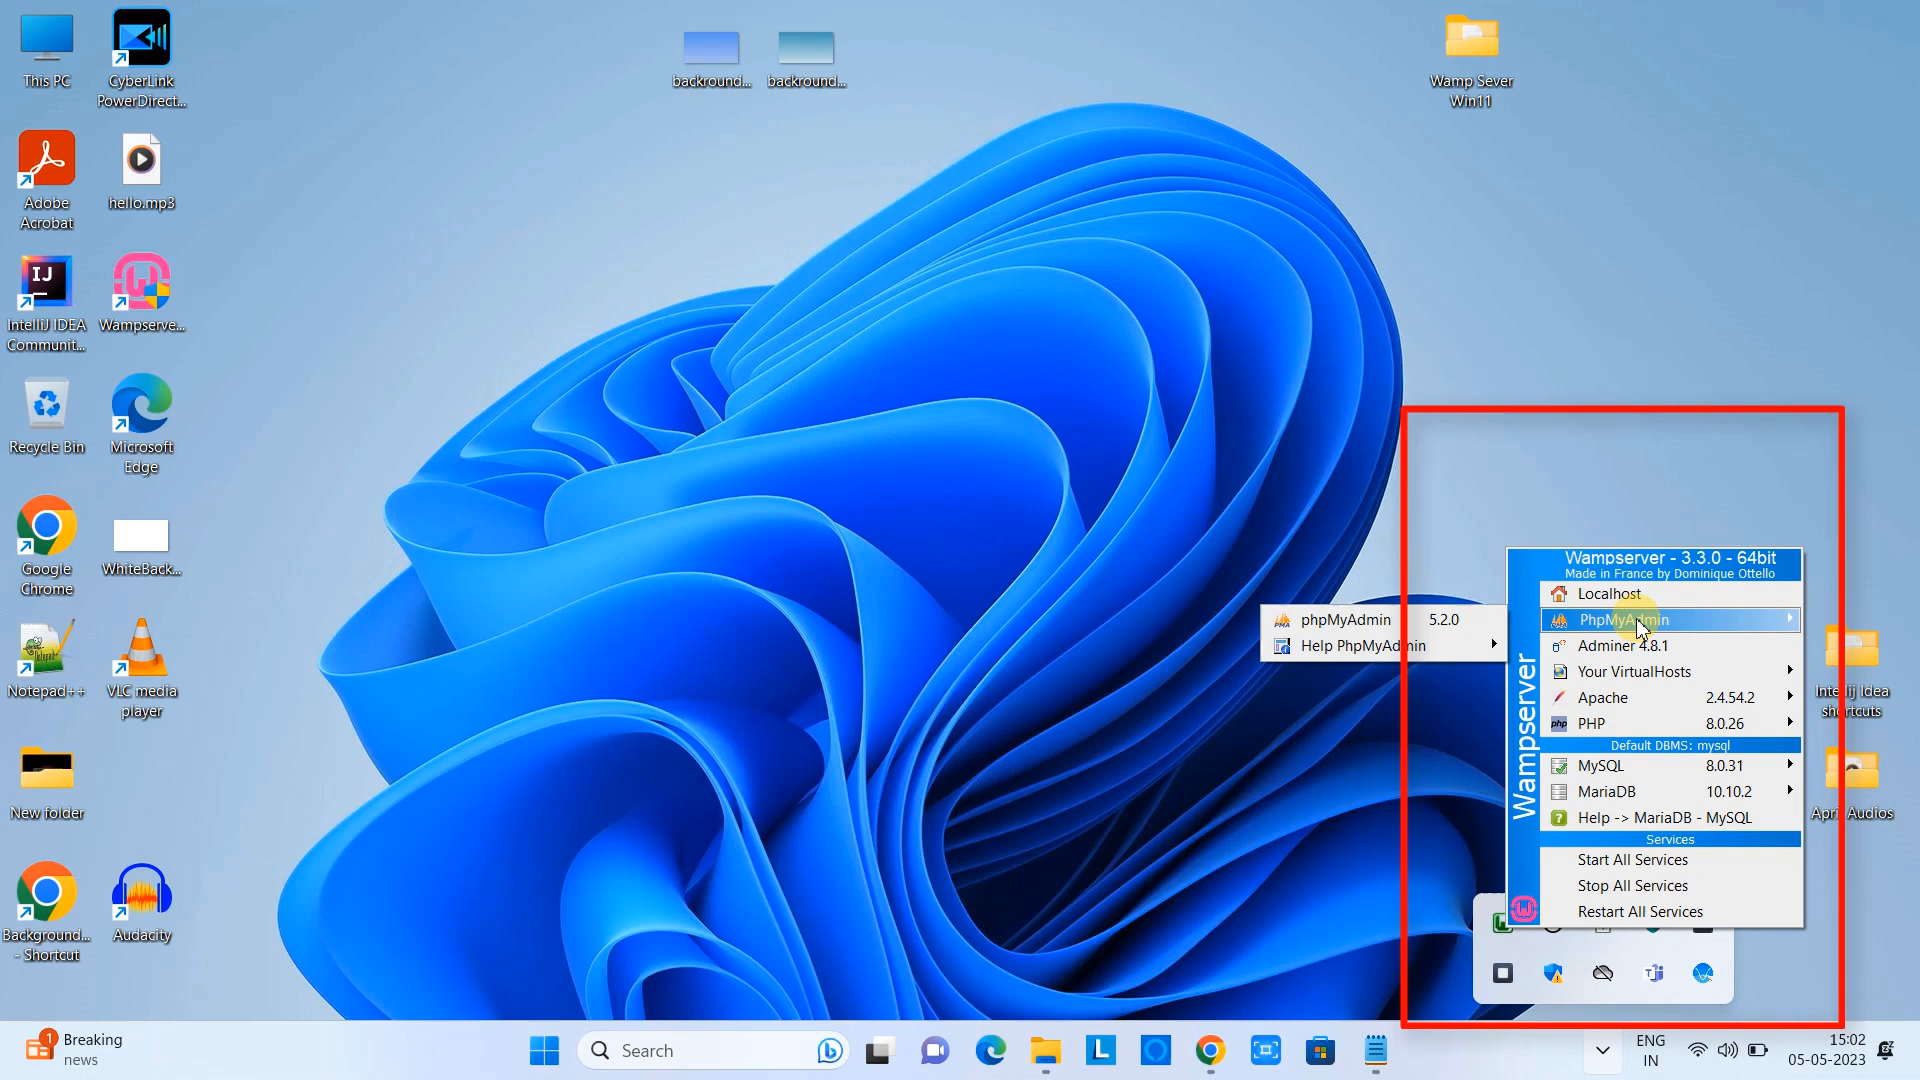 This PC
CyberLink
PowerDirect...
backround...
backround...
Wamp Sever
Win11
Adobe
Acrobat
hello.mp3
IJ
IntelliJ IDEA
Communit...
Wampserve...
Recycle Bin
Microsoft
Edge
Google
Chrome
WhiteBack...
Notepad++
VLC media
player
New folder
Background...
- Shortcut
Audacity
Intellij Idea
shortcuts
April Audios
phpMyAdmin 5.2.0
Help PhpMyAdmin
Wampserver - 3.3.0 - 64bit
Made in France by Dominique Ottello
Wampserver
Localhost
PhpMyAdmin
Adminer 4.8.1
Your VirtualHosts
Apache 2.4.54.2
php PHP 8.0.26
Default DBMS: mysql
MySQL 8.0.31
MariaDB 10.10.2
Help -> MariaDB - MySQL
Services
Start All Services
Stop All Services
Restart All Services
1
Breaking
news
Search
L
ENG
IN
15:02
05-05-2023